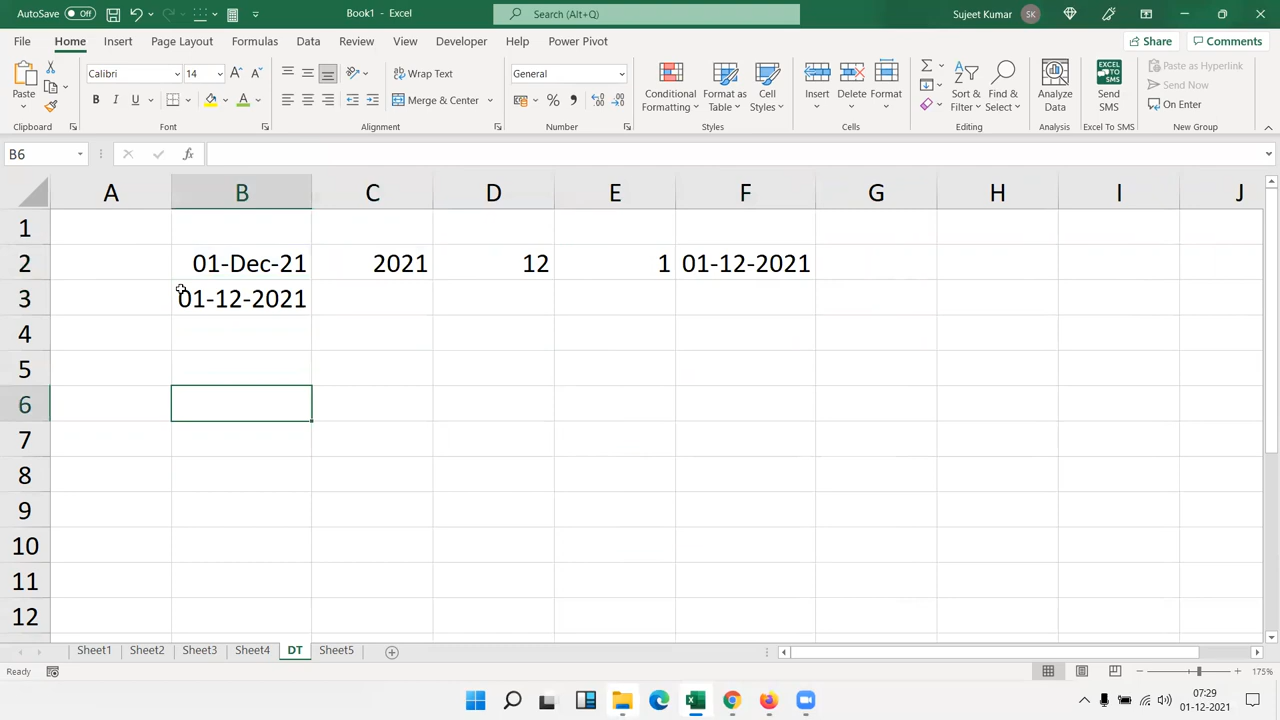 AutoSave Off Book1 - Excel Search (Alt+Q) Sujeet Kumar SK
File Home Insert Page Layout Formulas Data Review View Developer Help Power Pivot Share Comments
Paste Calibri 14 A A Wrap Text General Conditional Formatting Format as Table Cell Styles Insert Delete Format Sort & Filter Find & Select Analyze Data EXCEL TO SMS Send SMS Paste as Hyperlink
B I U A Merge & Center % , Send Now
On Enter
Clipboard Font Alignment Number Styles Cells Editing Analysis Excel To SMS New Group
B6 fx
A B C D E F G H I J
1
2 01-Dec-21 2021 12 1 01-12-2021
3 01-12-2021
4
5
6
7
8
9
10
11
12
Sheet1 Sheet2 Sheet3 Sheet4 DT Sheet5
Ready 175%
07:29
01-12-2021